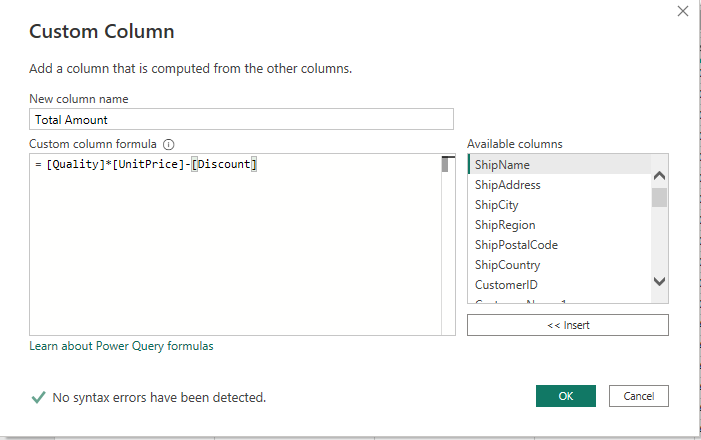 Custom Column
Add a column that is computed from the other columns.
New column name
Total Amount
Custom column formula
Available columns
= [Quality]*[UnitPrice]-[Discount]
ShipName
ShipAddress
ShipCity
ShipRegion
ShipPostalCode
ShipCountry
CustomerID
<< Insert
Learn about Power Query formulas
No syntax errors have been detected.
OK
Cancel